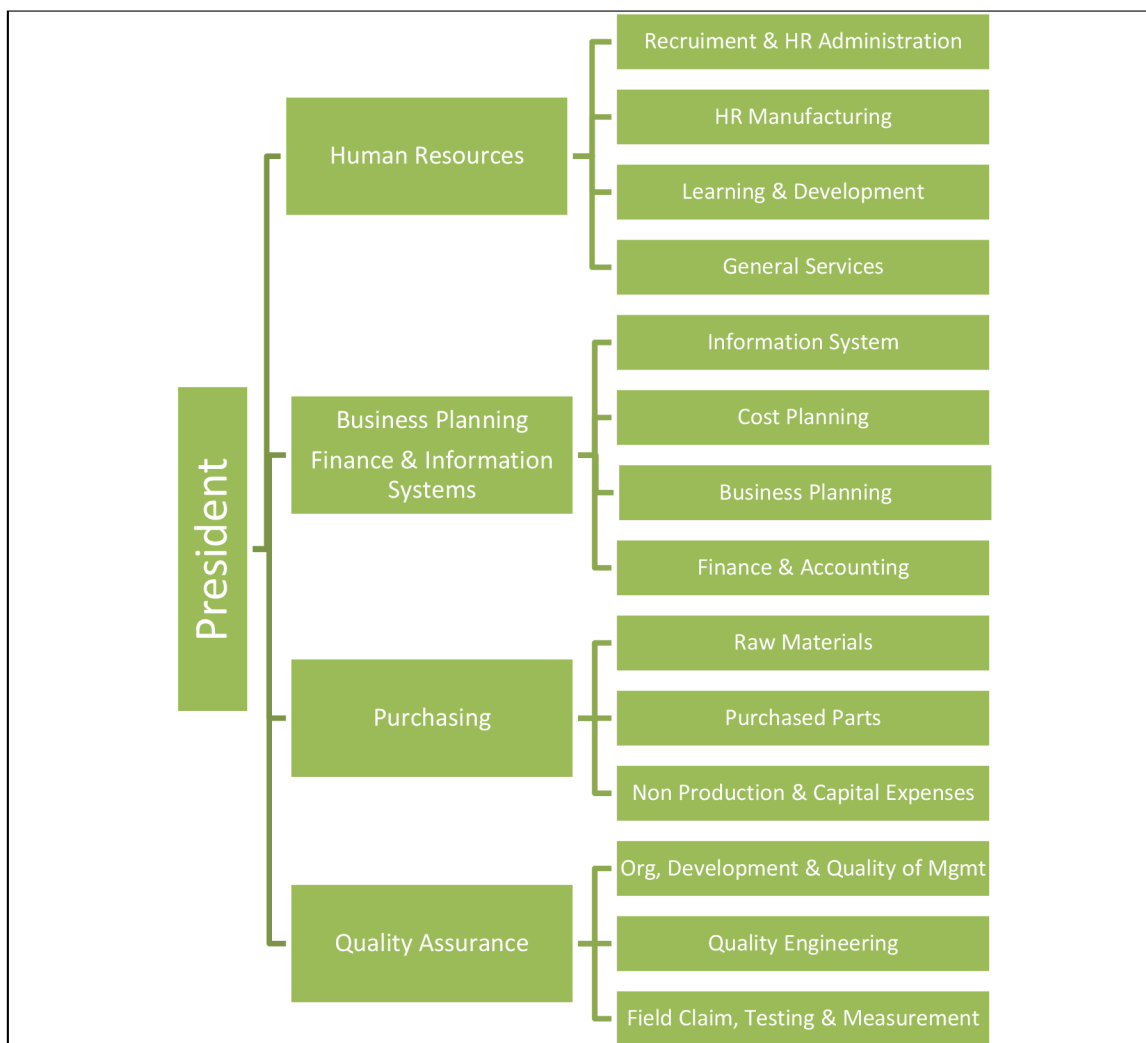 President
Human Resources
Recruiment & HR Administration
HR Manufacturing
Learning & Development
General Services
Business Planning
Finance & Information
Systems
Information System
Cost Planning
Business Planning
Finance & Accounting
Purchasing
Raw Materials
Purchased Parts
Non Production & Capital Expenses
Quality Assurance
Org, Development & Quality of Mgmt
Quality Engineering
Field Claim, Testing & Measurement